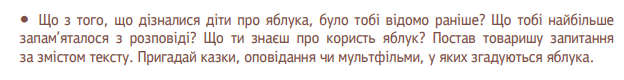 • Що з того, що дізналися діти про яблука, було тобі відомо раніше? Що тобі найбільше
запам’яталося з розповіді? Що ти знаєш про користь яблук? Постав товаришу запитання
за змістом тексту. Пригадай казки, оповідання чи мультфільми, у яких згадуються яблука.